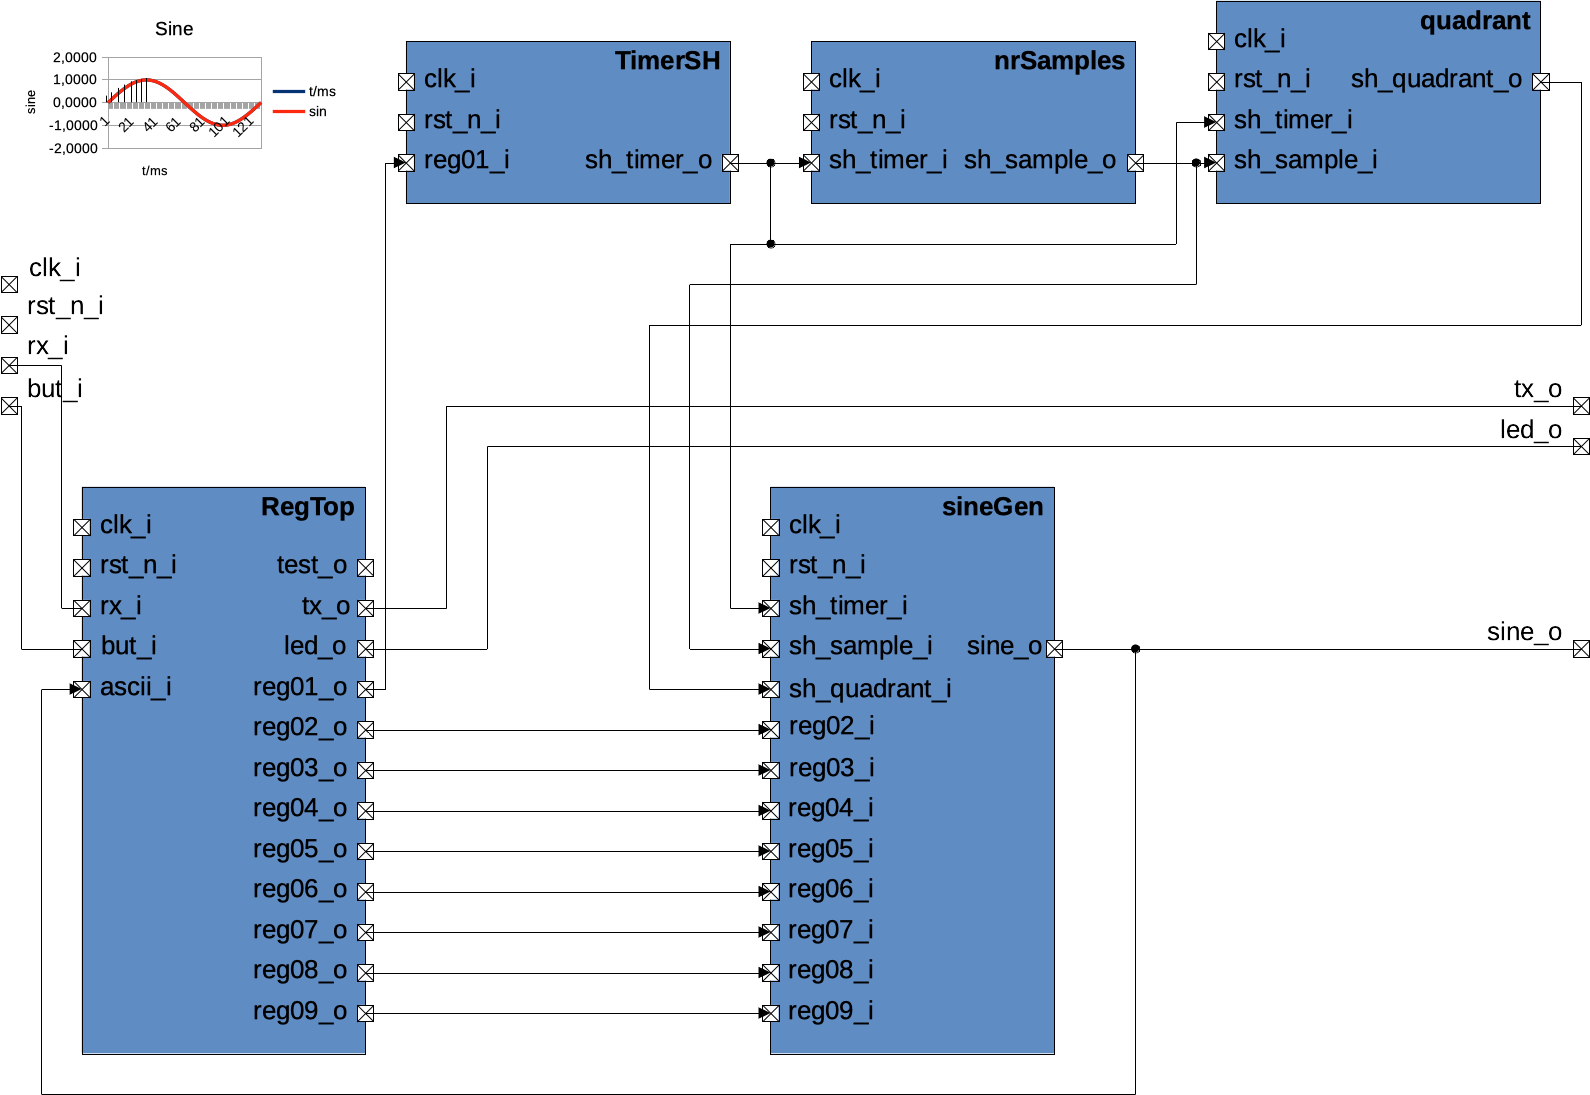 Sine
2,0000
1,0000
0,0000
-1,0000
-2,0000
sine
1
21
41
61
81
101
121
t/ms
t/ms
sin
TimerSH
clk_i
rst_n_i
reg01_i sh_timer_o
nrSamples
clk_i
rst_n_i
sh_timer_i sh_sample_o
quadrant
clk_i
rst_n_i sh_quadrant_o
sh_timer_i
sh_sample_i
clk_i
rst_n_i
rx_i
but_i
tx_o
led_o
sine_o
RegTop
clk_i
rst_n_i test_o
rx_i tx_o
but_i led_o
ascii_i reg01_o
reg02_o
reg03_o
reg04_o
reg05_o
reg06_o
reg07_o
reg08_o
reg09_o
sineGen
clk_i
rst_n_i
sh_timer_i
sh_sample_i sine_o
sh_quadrant_i
reg02_i
reg03_i
reg04_i
reg05_i
reg06_i
reg07_i
reg08_i
reg09_i